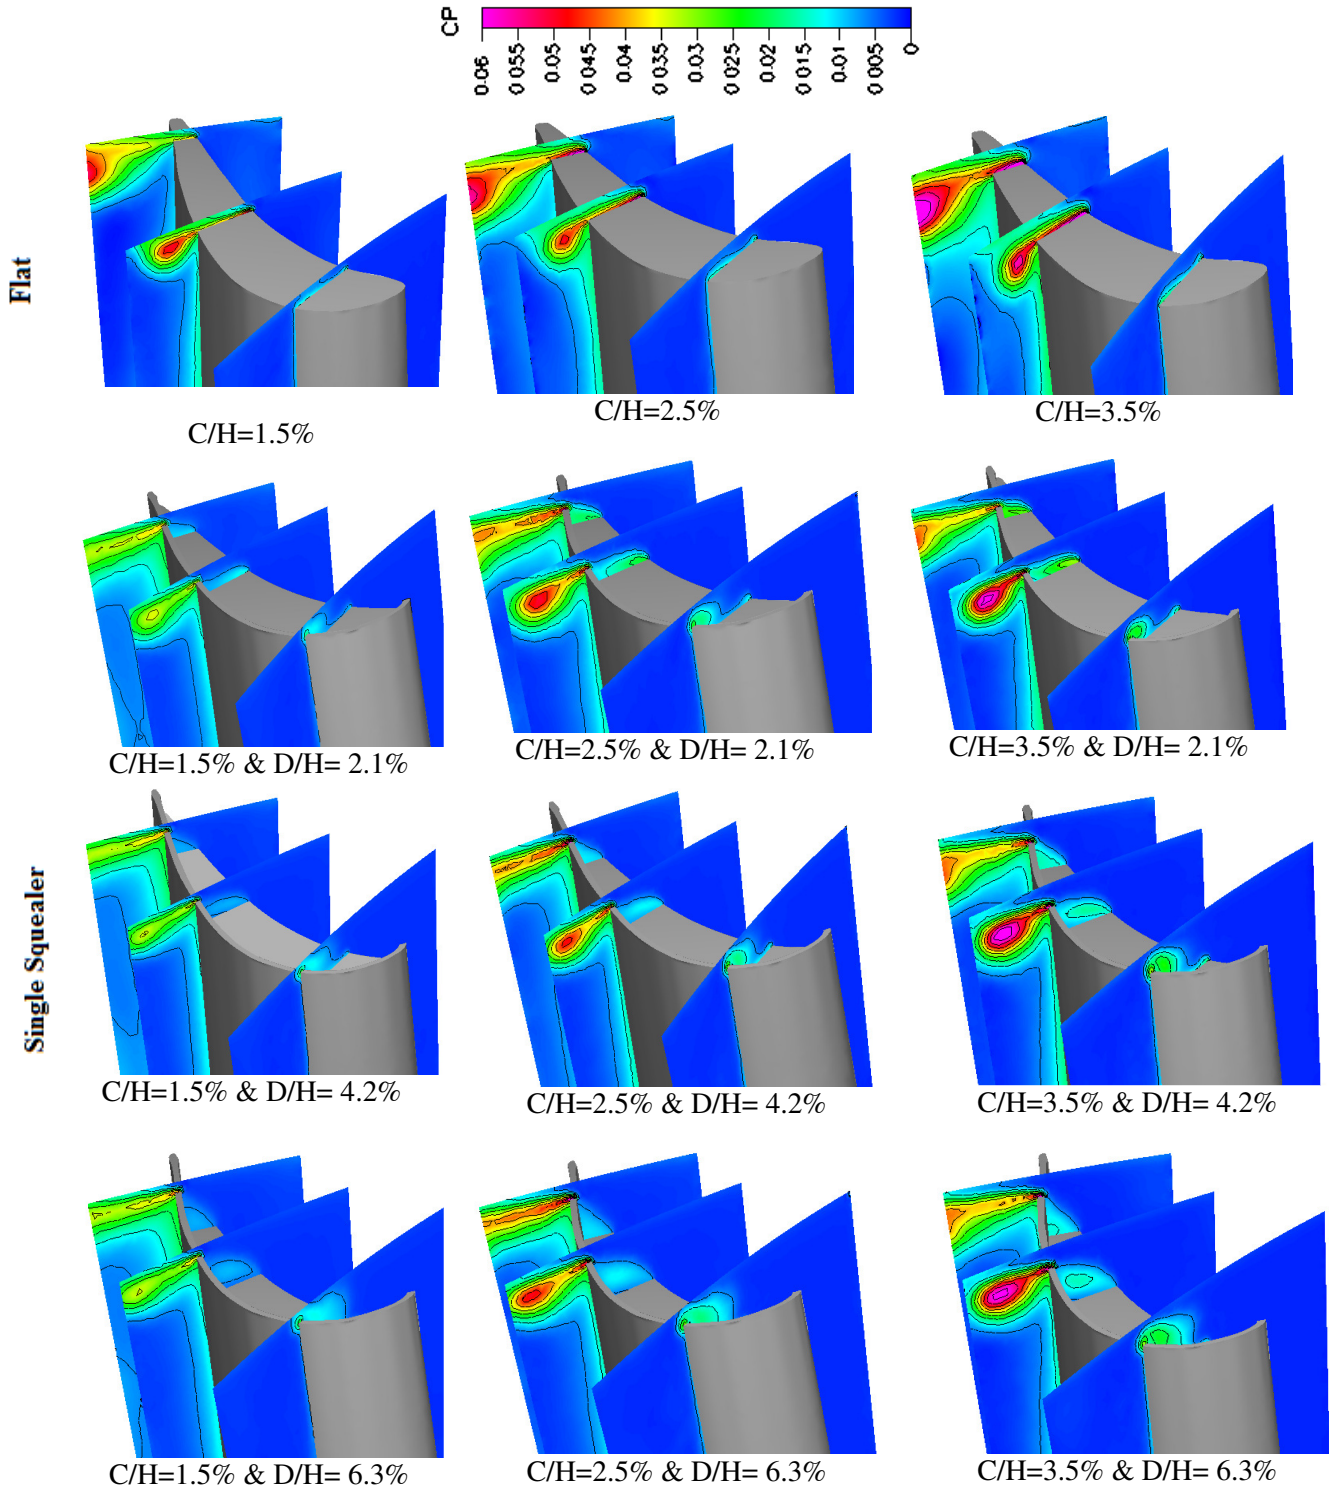 CP
0.06 0.055 0.05 0.045 0.04 0.035 0.03 0.025 0.02 0.015 0.01 0.005 0
Flat
C/H=1.5%
C/H=2.5%
C/H=3.5%
Single Squealer
C/H=1.5% & D/H= 2.1%
C/H=2.5% & D/H= 2.1%
C/H=3.5% & D/H= 2.1%
C/H=1.5% & D/H= 4.2%
C/H=2.5% & D/H= 4.2%
C/H=3.5% & D/H= 4.2%
C/H=1.5% & D/H= 6.3%
C/H=2.5% & D/H= 6.3%
C/H=3.5% & D/H= 6.3%